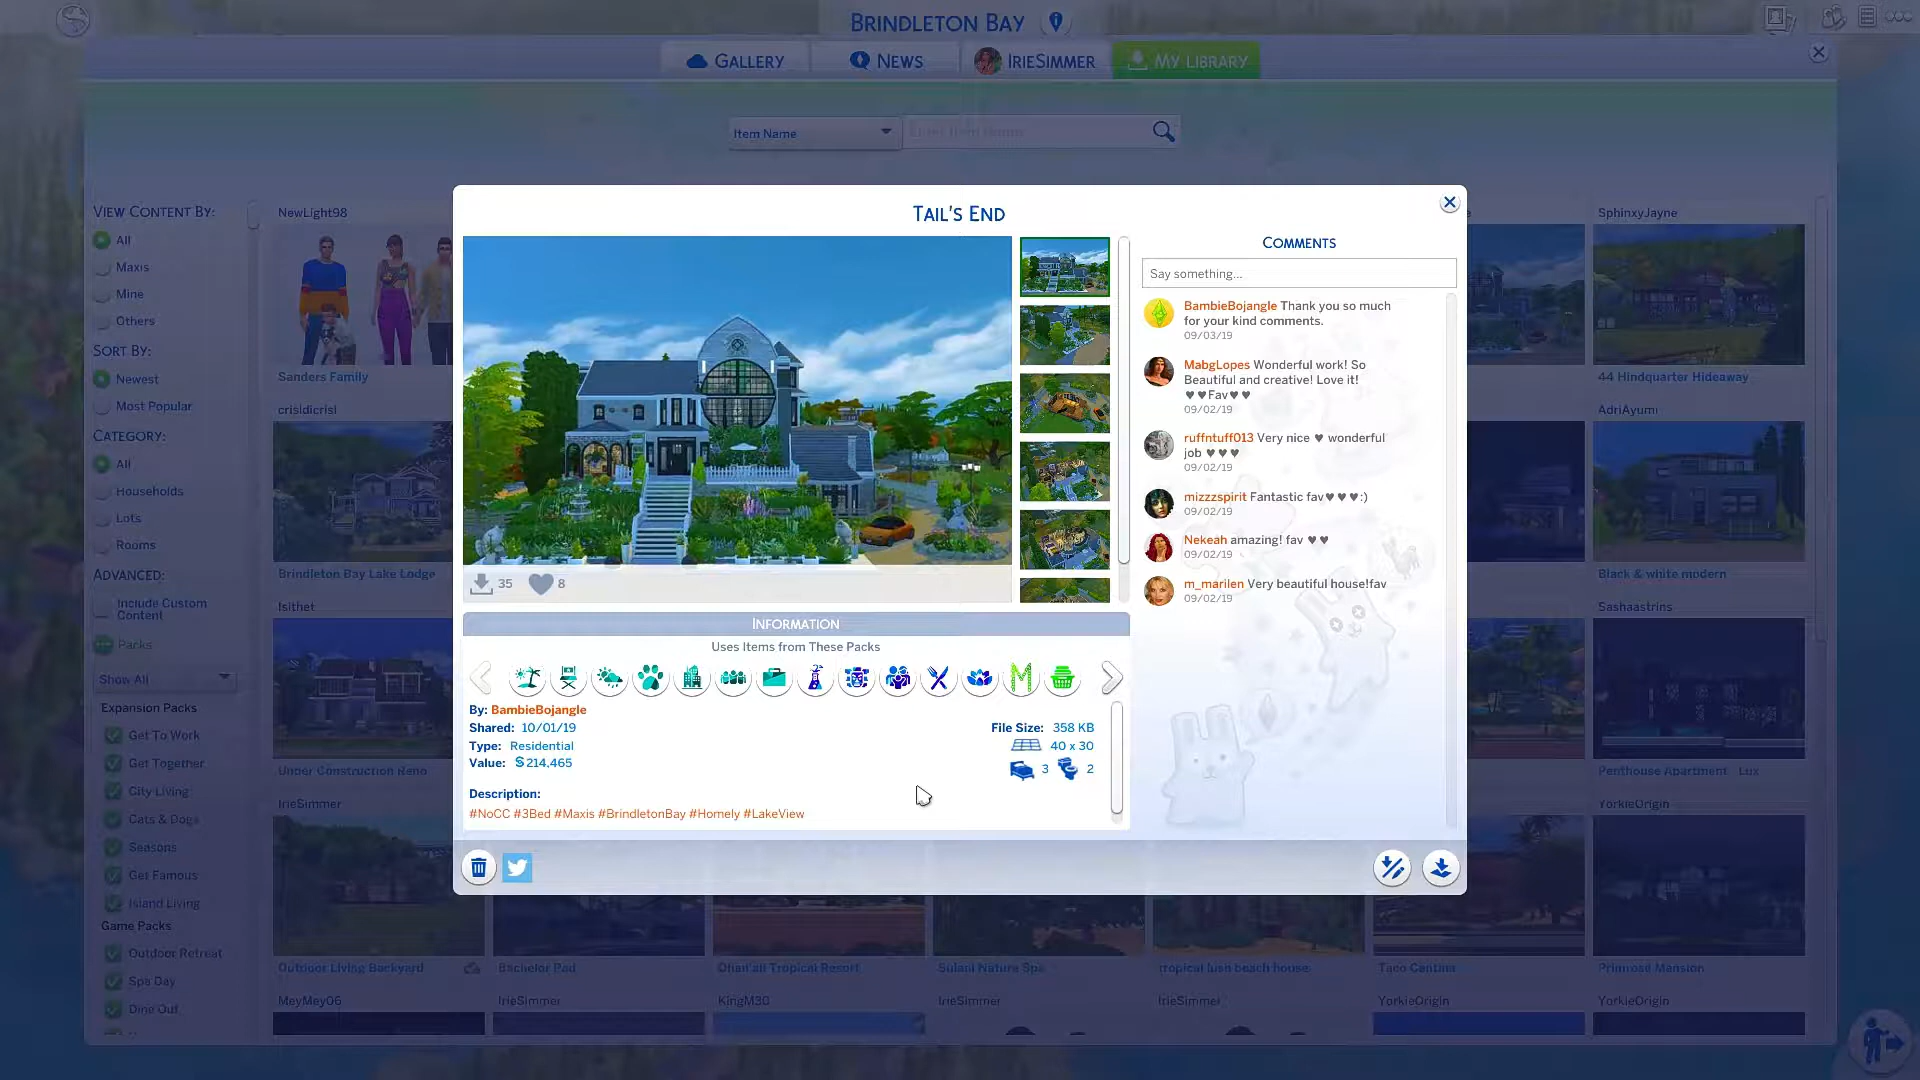 BRINDLETON BAY
GALLERY
NEWS
IRIESIMMER
MY LIBRARY
Item Name
VIEW CONTENT BY:
All
Maxis
Mine
Others
SORT BY:
Newest
Most Popular
CATEGORY:
All
Households
Lots
Rooms
ADVANCED:
Include Custom
Content
Packs
Show All
Expansion Packs
Get To Work
Get Together
City Living
Cats & Dogs
Seasons
Get Famous
Island Living
Game Packs
Outdoor Retreat
Spa Day
Dine Out
NewLight98
Sanders Family
crisldicrisl
Brindleton Bay Lake Lodge
Isithet
Under Construction Reno
IrieSimmer
Outdoor Living Backyard
MeyMey06
TAIL'S END
35
8
INFORMATION
Uses Items from These Packs
By: BambieBojangle
Shared: 10/01/19
Type: Residential
Value: §214,465
File Size: 358 KB
40 x 30
3
2
Description:
#NoCC #3Bed #Maxis #BrindletonBay #Homely #LakeView
COMMENTS
Say something...
BambieBojangle Thank you so much
for your kind comments.
09/03/19
MabgLopes Wonderful work! So
Beautiful and creative! Love it!
♥♥Fav♥♥
09/02/19
ruffntuff013 Very nice ♥ wonderful
job ♥♥♥
09/02/19
mizzzspirit Fantastic fav♥♥♥:)
09/02/19
Nekeah amazing! fav ♥♥
09/02/19
m_marilen Very beautiful house!fav
09/02/19
Bachelor Pad
IrieSimmer
Ohan'ali Tropical Resort
KingM30
Sulani Nature Spa
IrieSimmer
tropical lush beach house
IrieSimmer
Taco Cantina
YorkieOrigin
SphinxyJayne
44 Hindquarter Hideaway
AdriAyumi
Black & white modern
Sashaastrins
Penthouse Apartment - Lux
YorkieOrigin
Primrose Mansion
YorkieOrigin